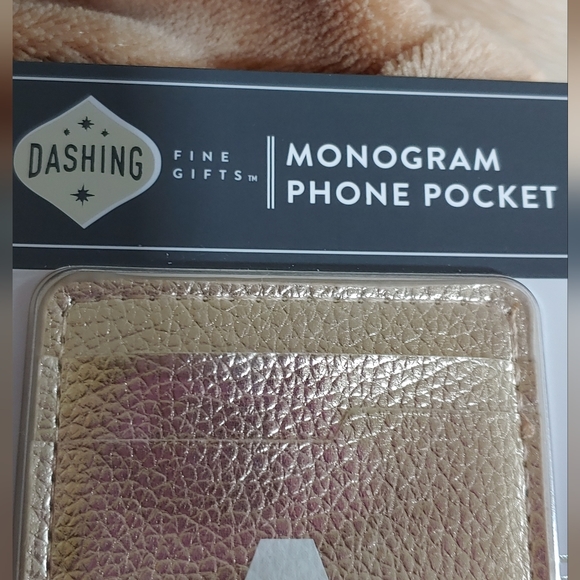 DASHING
FINE
GIFTS™
MONOGRAM
PHONE POCKET